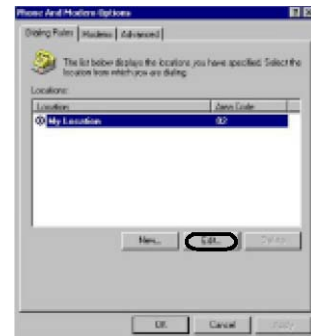 Phone And Modem Options
Dialing Rules Modems Advanced
The list below displays the locations you have specified. Select the
location from which you are dialing.
Locations:
Location Area Code
My Location 02
New... Edit... Delete
OK Cancel Apply